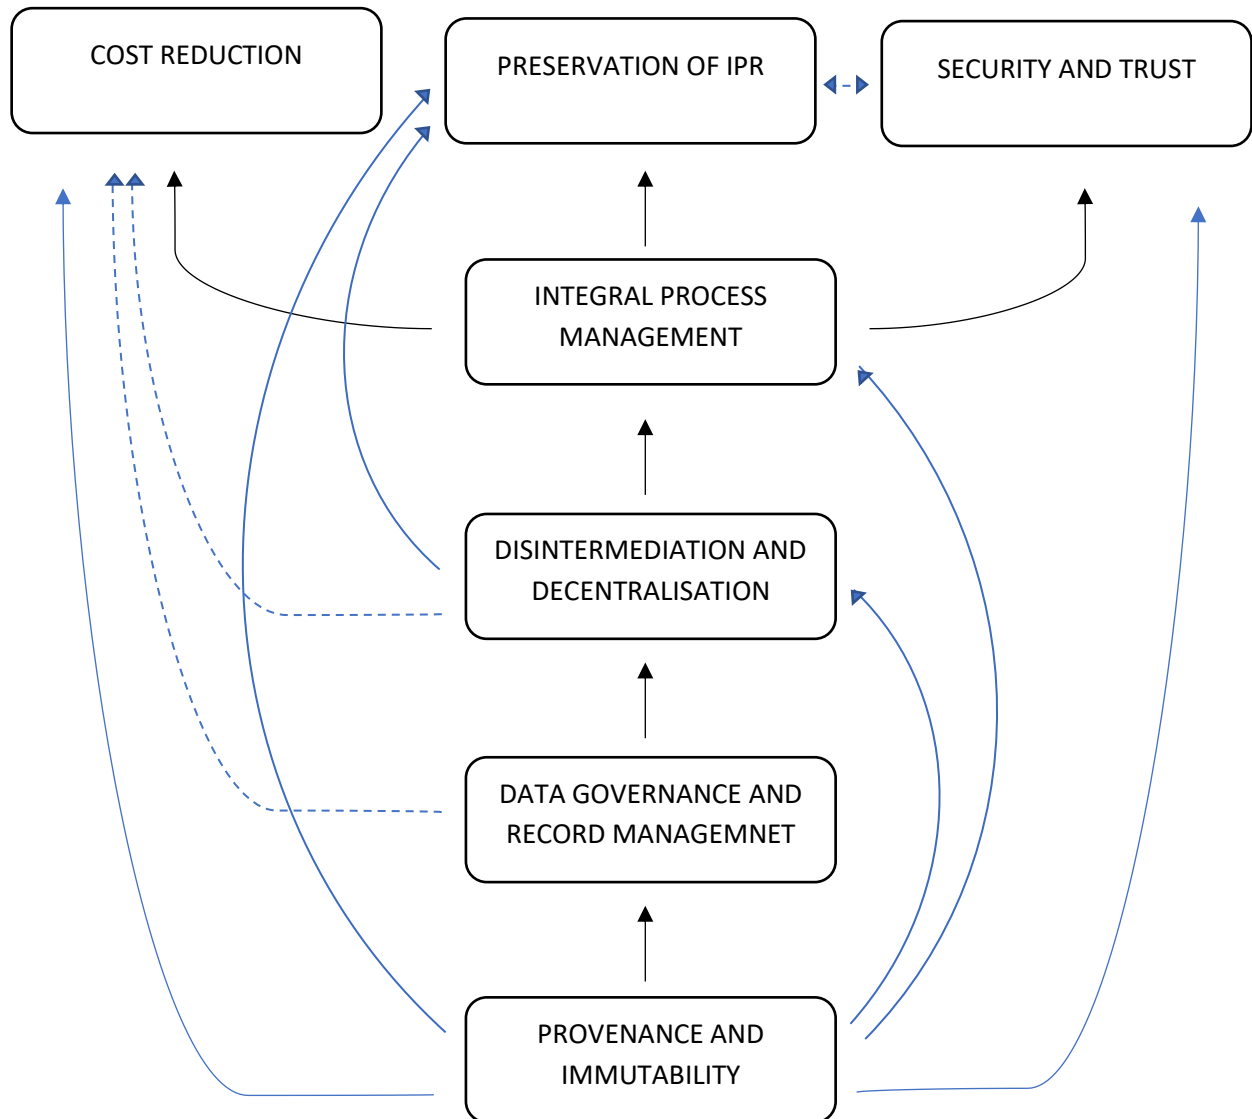 COST REDUCTION
PRESERVATION OF IPR
SECURITY AND TRUST
INTEGRAL PROCESS
MANAGEMENT
DISINTERMEDIATION AND
DECENTRALISATION
DATA GOVERNANCE AND
RECORD MANAGEMNET
PROVENANCE AND
IMMUTABILITY